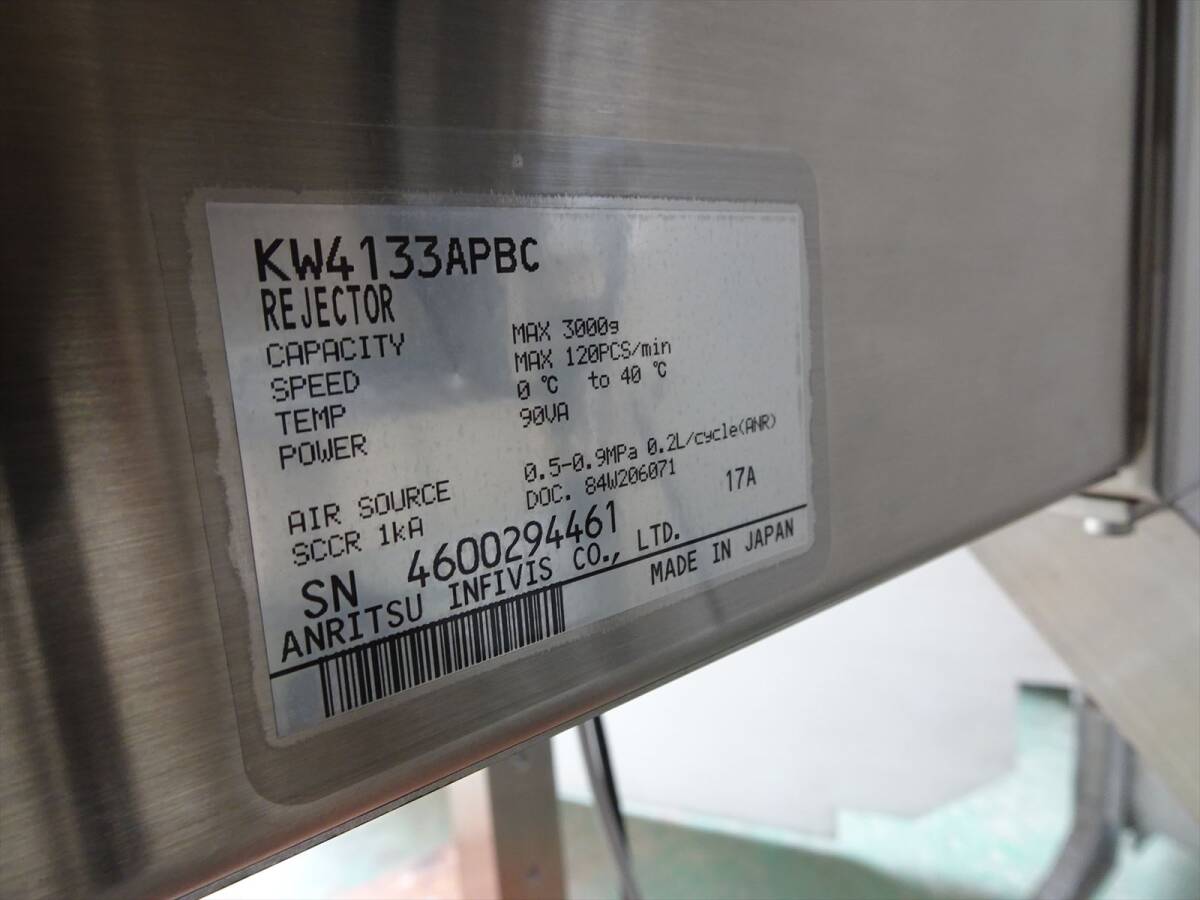 KW4133APBC
REJECTOR
CAPACITY MAX 3000g
SPEED MAX 120PCS/min
TEMP 0 ℃ to 40 ℃
POWER 90VA
AIR SOURCE 0.5-0.9MPa 0.2L/cycle(ANR)
SCCR 1kA DOC. 84W206071 17A
SN 4600294461
ANRITSU INFIVIS CO., LTD.
MADE IN JAPAN